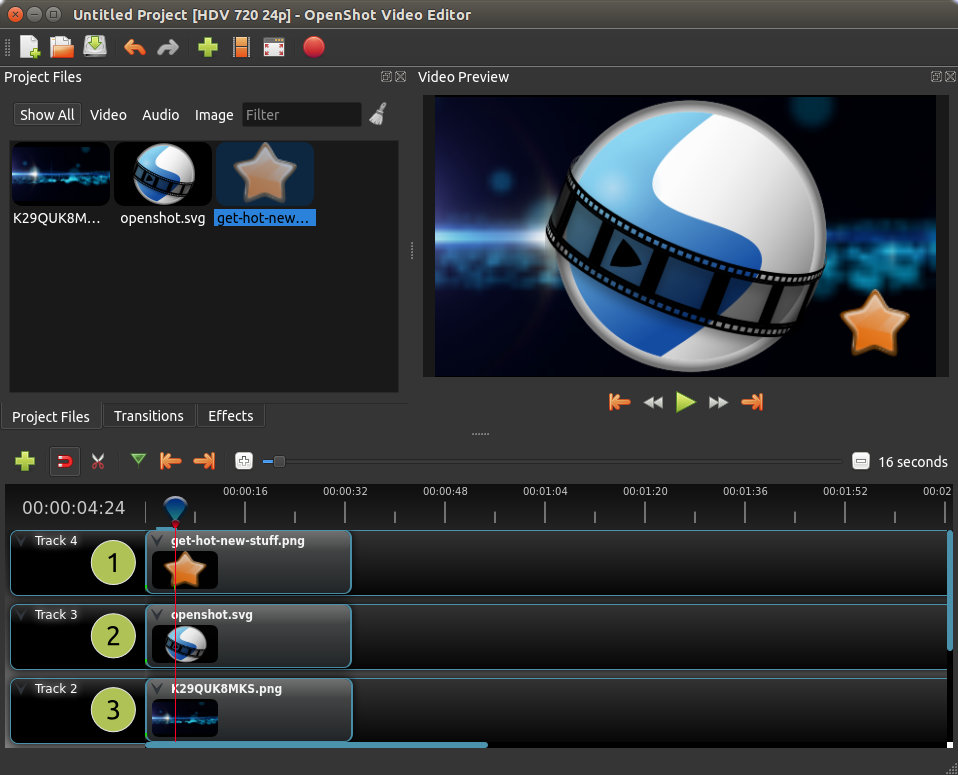 Untitled Project [HDV 720 24p] - OpenShot Video Editor
Project Files
Video Preview
Show All Video Audio Image Filter
K29QUK8M... openshot.svg get-hot-new...
Project Files Transitions Effects
16 seconds
00:00:04:24
00:00:16 00:00:32 00:00:48 00:01:04 00:01:20 00:01:36 00:01:52 00:02
Track 4 1 get-hot-new-stuff.png
Track 3 2 openshot.svg
Track 2 3 K29QUK8MKS.png